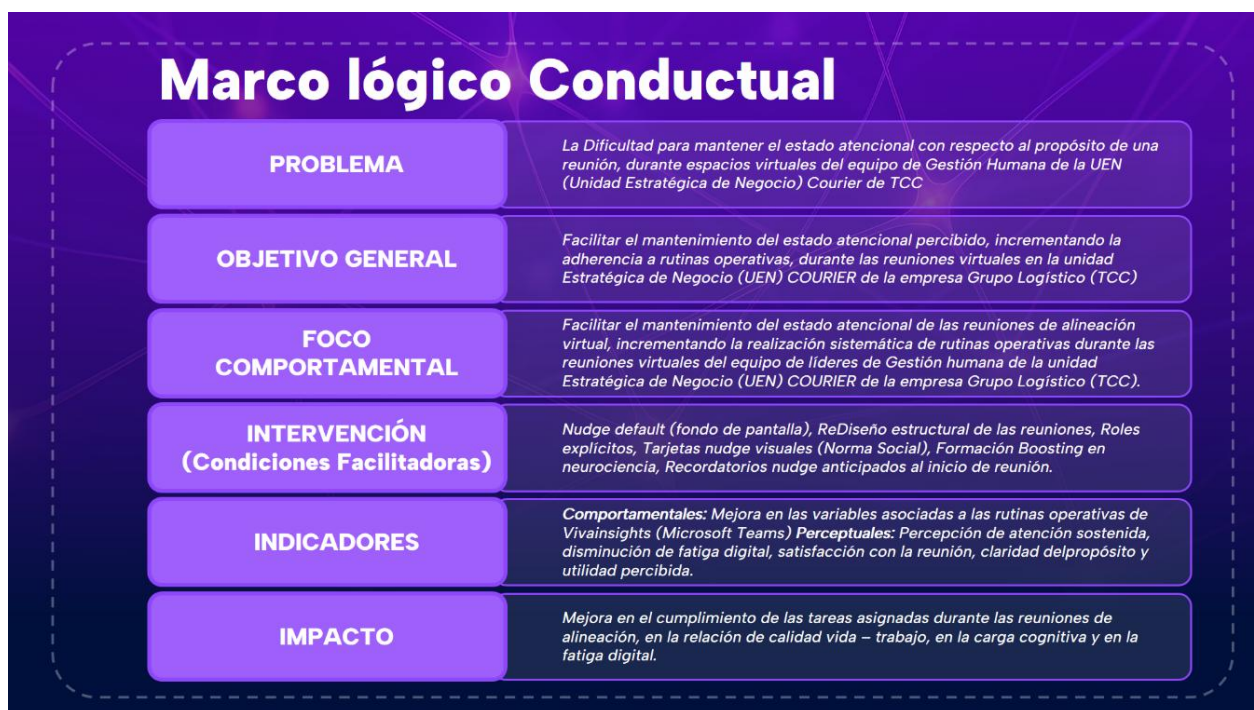 Marco lógico Conductual
PROBLEMA
La Dificultad para mantener el estado atencional con respecto al propósito de una
reunión, durante espacios virtuales del equipo de Gestión Humana de la UEN
(Unidad Estratégica de Negocio) Courier de TCC
OBJETIVO GENERAL
Facilitar el mantenimiento del estado atencional percibido, incrementando la
adherencia a rutinas operativas, durante las reuniones virtuales en la unidad
Estratégica de Negocio (UEN) COURIER de la empresa Grupo Logístico (TCC)
FOCO
COMPORTAMENTAL
Facilitar el mantenimiento del estado atencional de las reuniones de alineación
virtual, incrementando la realización sistemática de rutinas operativas durante las
reuniones virtuales del equipo de líderes de Gestión humana de la unidad
Estratégica de Negocio (UEN) COURIER de la empresa Grupo Logístico (TCC).
INTERVENCIÓN
(Condiciones Facilitadoras)
Nudge default (fondo de pantalla), ReDiseño estructural de las reuniones, Roles
explícitos, Tarjetas nudge visuales (Norma Social), Formación Boosting en
neurociencia, Recordatorios nudge anticipados al inicio de reunión.
INDICADORES
Comportamentales: Mejora en las variables asociadas a las rutinas operativas de
Vivainsights (Microsoft Teams) Perceptuales: Percepción de atención sostenida,
disminución de fatiga digital, satisfacción con la reunión, claridad delpropósito y
utilidad percibida.
IMPACTO
Mejora en el cumplimiento de las tareas asignadas durante las reuniones de
alineación, en la relación de calidad vida – trabajo, en la carga cognitiva y en la
fatiga digital.